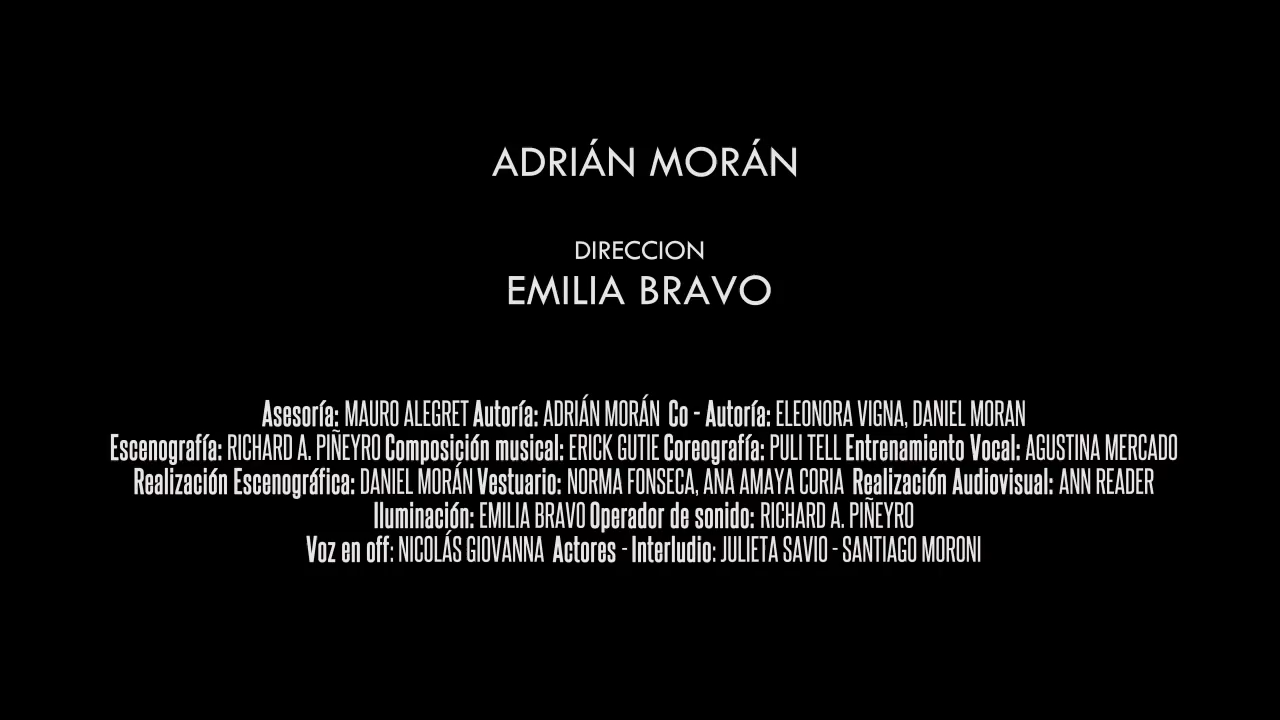 ADRIÁN MORÁN
DIRECCION
EMILIA BRAVO
Asesoría: MAURO ALEGRET Autoría: ADRIÁN MORÁN Co - Autoría: ELEONORA VIGNA, DANIEL MORAN
Escenografía: RICHARD A. PIÑEYRO Composición musical: ERICK GUTIE Coreografía: PULI TELL Entrenamiento Vocal: AGUSTINA MERCADO
Realización Escenográfica: DANIEL MORÁN Vestuario: NORMA FONSECA, ANA AMAYA CORIA Realización Audiovisual: ANN READER
Iluminación: EMILIA BRAVO Operador de sonido: RICHARD A. PIÑEYRO
Voz en off: NICOLÁS GIOVANNA Actores - Interludio: JULIETA SAVIO - SANTIAGO MORONI